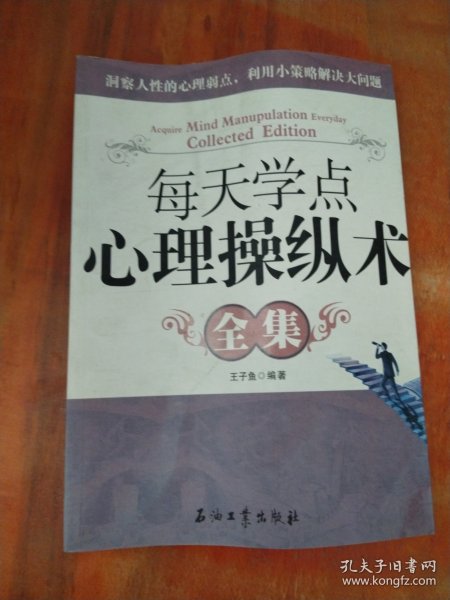 洞察人性的心理弱点，利用小策略解决大问题
Acquire Mind Manupulation Everyday
Collected Edition
每天学点
心理操纵术
全集
王子鱼◎编著
石油工业出版社
孔夫子旧书网
www.kongfz.com